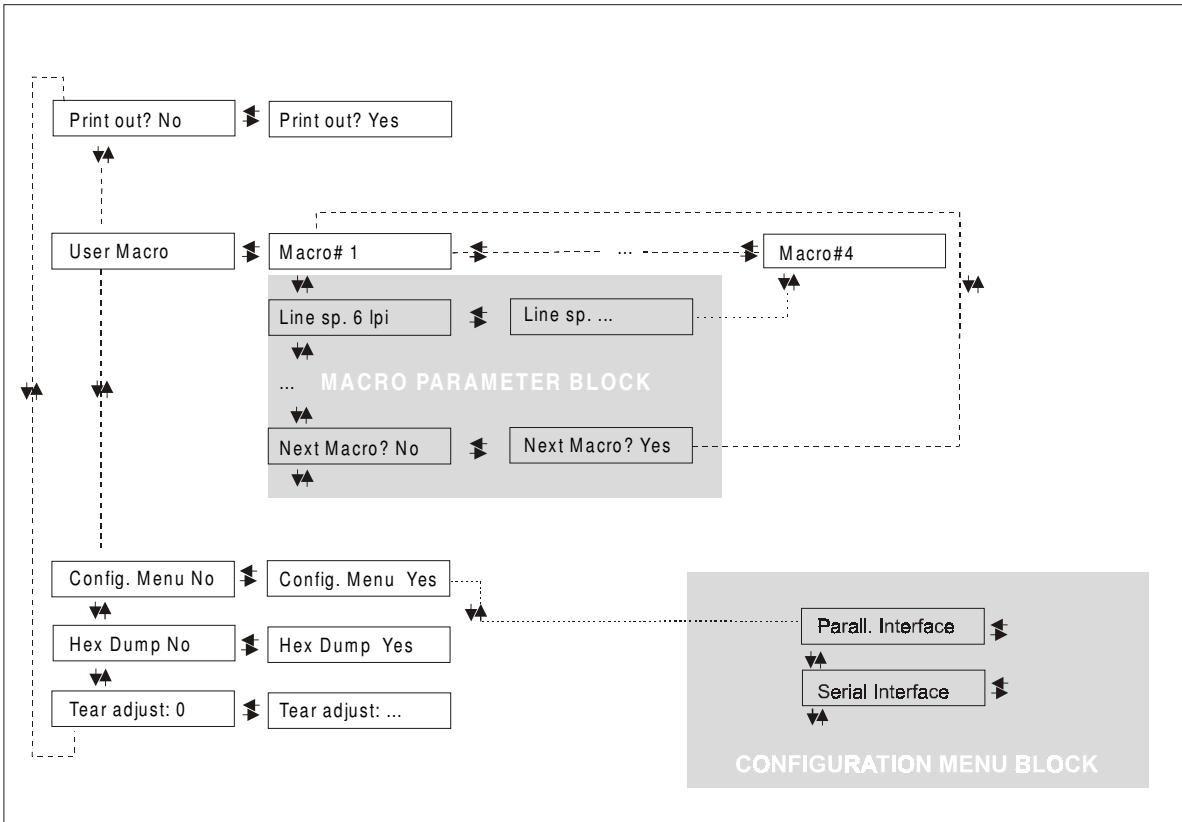 Print out? No
Print out? Yes
User Macro
Macro# 1
...
Macro#4
Line sp. 6 lpi
Line sp. ...
... MACRO PARAMETER BLOCK
Next Macro? No
Next Macro? Yes
Config. Menu No
Config. Menu Yes
Hex Dump No
Hex Dump Yes
Parall. Interface
Tear adjust: 0
Tear adjust: ...
Serial Interface
CONFIGURATION MENU BLOCK